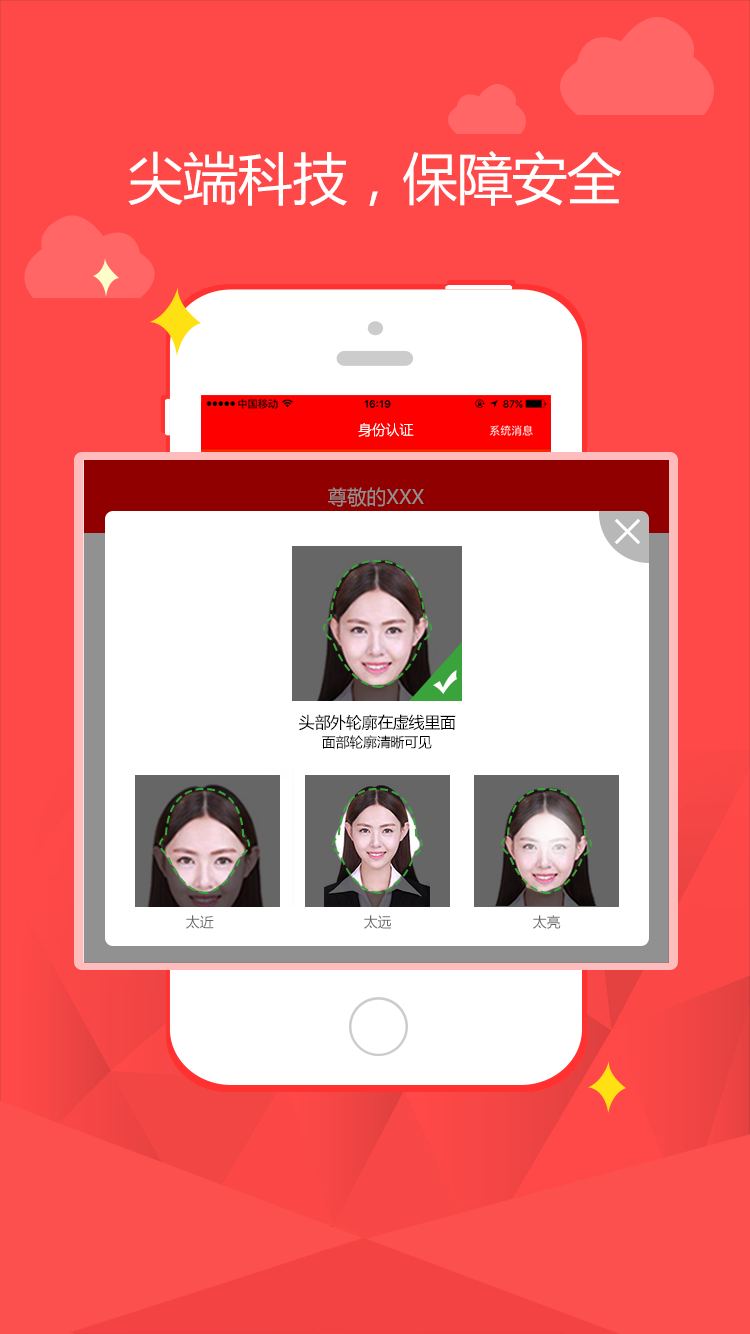 尖端科技，保障安全
中国移动 16:19 87%
身份认证 系统消息
尊敬的XXX
头部外轮廓在虚线里面
面部轮廓清晰可见
太近 太远 太亮